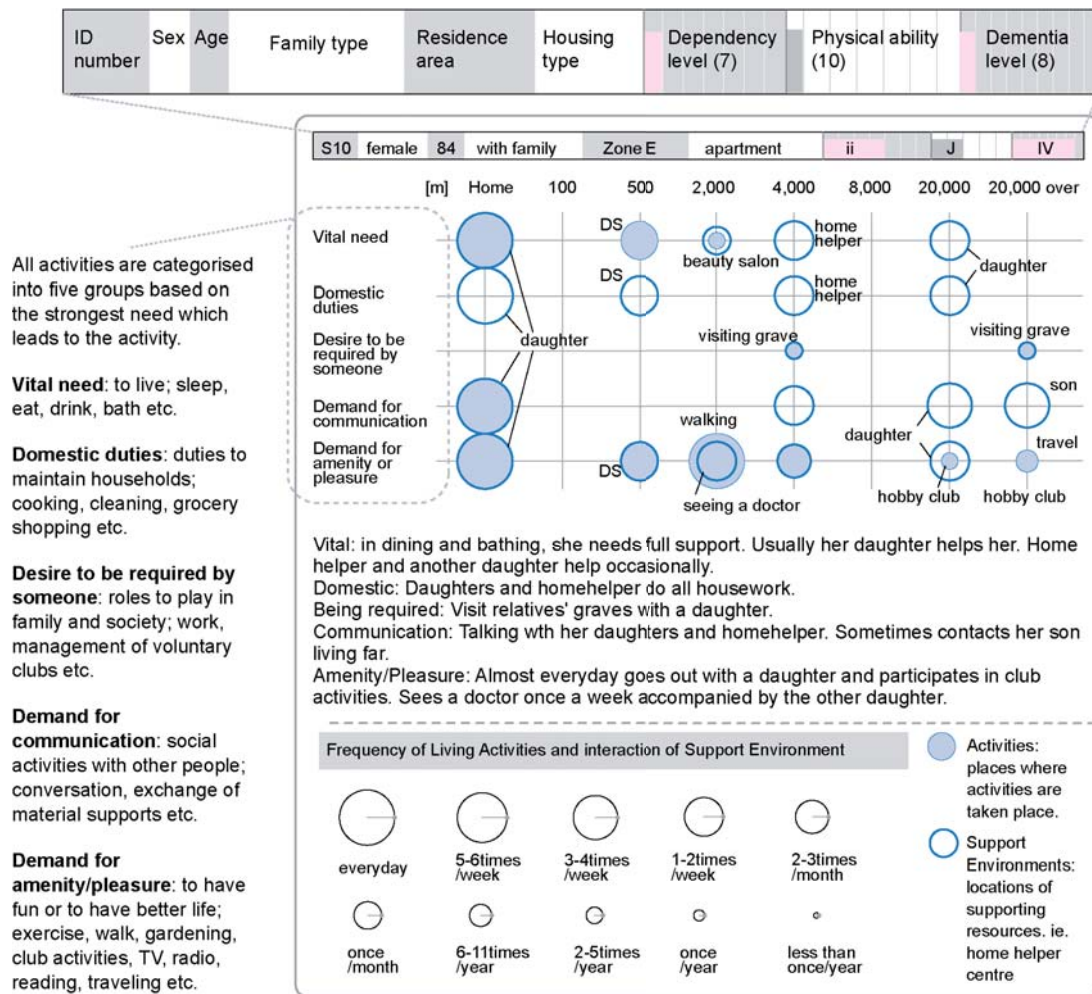 ID number
Sex
Age
Family type
Residence area
Housing type
Dependency level (7)
Physical ability (10)
Dementia level (8)
S10 female 84 with family Zone E apartment ii J IV
[m] Home 100 500 2,000 4,000 8,000 20,000 20,000 over
Vital need
DS
beauty salon
home
helper
daughter
Domestic
duties
DS
home
helper
daughter
Desire to be
required by
someone
visiting grave
visiting grave
Demand for
communication
walking
daughter
son
Demand for
amenity or
pleasure
DS
seeing a doctor
hobby club
travel
hobby club
All activities are categorised
into five groups based on
the strongest need which
leads to the activity.
Vital need: to live; sleep,
eat, drink, bath etc.
Domestic duties: duties to
maintain households;
cooking, cleaning, grocery
shopping etc.
Desire to be required by
someone: roles to play in
family and society; work,
management of voluntary
clubs etc.
Demand for
communication: social
activities with other people;
conversation, exchange of
material supports etc.
Demand for
amenity/pleasure: to have
fun or to have better life;
exercise, walk, gardening,
club activities, TV, radio,
reading, traveling etc.
Vital: in dining and bathing, she needs full support. Usually her daughter helps her. Home
helper and another daughter help occasionally.
Domestic: Daughters and homehelper do all housework.
Being required: Visit relatives' graves with a daughter.
Communication: Talking wth her daughters and homehelper. Sometimes contacts her son
living far.
Amenity/Pleasure: Almost everyday goes out with a daughter and participates in club
activities. Sees a doctor once a week accompanied by the other daughter.
Frequency of Living Activities and interaction of Support Environment
everyday
5-6times
/week
3-4times
/week
1-2times
/week
2-3times
/month
once
/month
6-11times
/year
2-5times
/year
once
/year
less than
once/year
Activities:
places where
activities are
taken place.
Support
Environments:
locations of
supporting
resources. ie.
home helper
centre